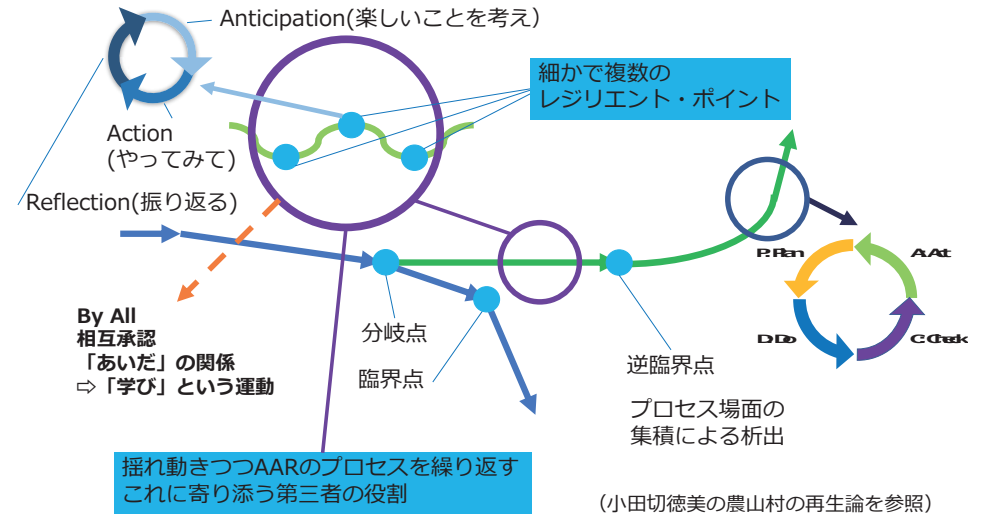 Anticipation(楽しいことを考え)
細かで複数の
レジリエント・ポイント
Action
(やってみて)
Reflection(振り返る)
By All
相互承認
「あいだ」の関係
⇨「学び」という運動
分岐点
臨界点
逆臨界点
P:Plan
A:Act
D:Do
C:Check
プロセス場面の
集積による析出
揺れ動きつつAARのプロセスを繰り返す
これに寄り添う第三者の役割
（小田切徳美の農山村の再生論を参照）